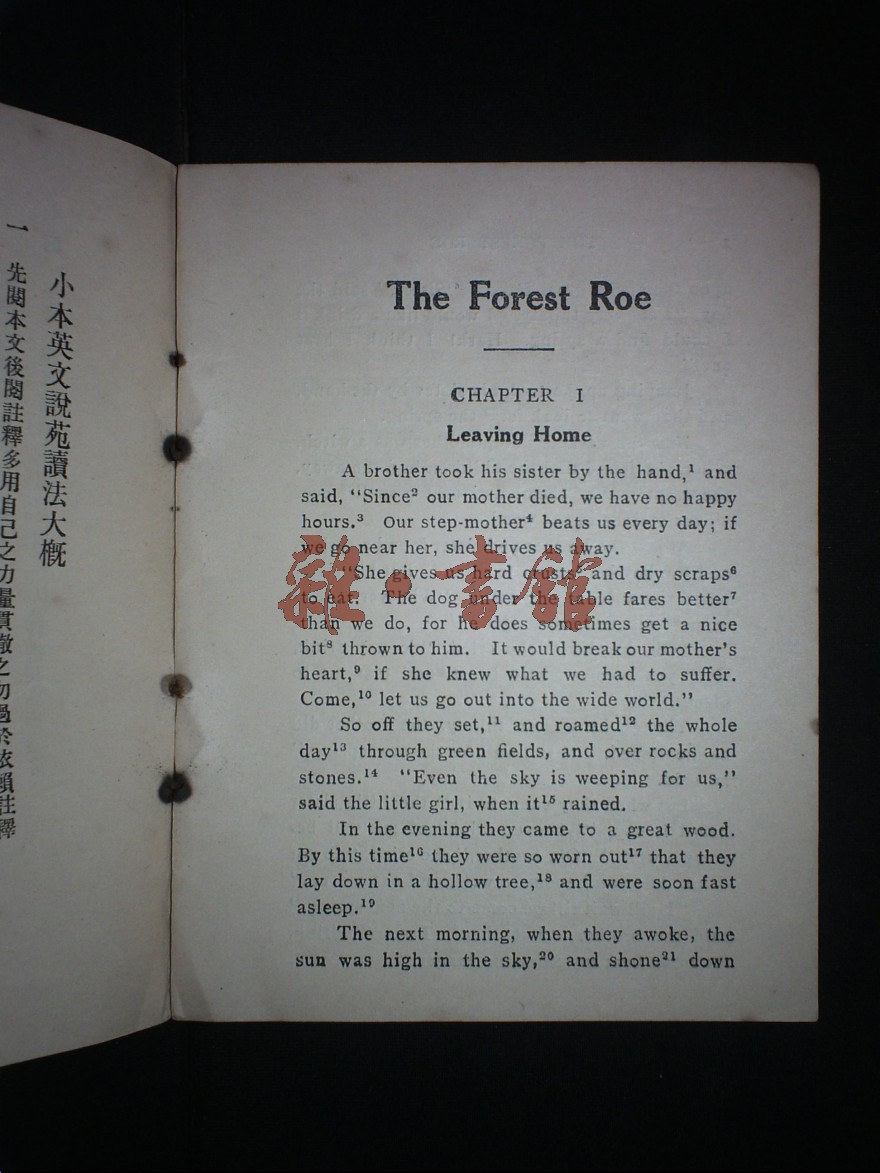 小本英文說苑讀法大概
一 先閱本文後閱註釋多用自己之力量貫徹之勿過於依賴註釋
The Forest Roe
CHAPTER I
Leaving Home
A brother took his sister by the hand,¹ and
said, “Since² our mother died, we have no happy
hours.³ Our step-mother⁴ beats us every day; if
we go near her, she drives us away.
“She gives us hard crusts⁵ and dry scraps⁶
to eat. The dog under the table fares better⁷
than we do, for he does sometimes get a nice
bit⁸ thrown to him. It would break our mother's
heart,⁹ if she knew what we had to suffer.
Come,¹⁰ let us go out into the wide world.”
So off they set,¹¹ and roamed¹² the whole
day¹³ through green fields, and over rocks and
stones.¹⁴ “Even the sky is weeping for us,”
said the little girl, when it¹⁵ rained.
In the evening they came to a great wood.
By this time¹⁶ they were so worn out¹⁷ that they
lay down in a hollow tree,¹⁸ and were soon fast
asleep.¹⁹
The next morning, when they awoke, the
sun was high in the sky,²⁰ and shone²¹ down
雜·書館